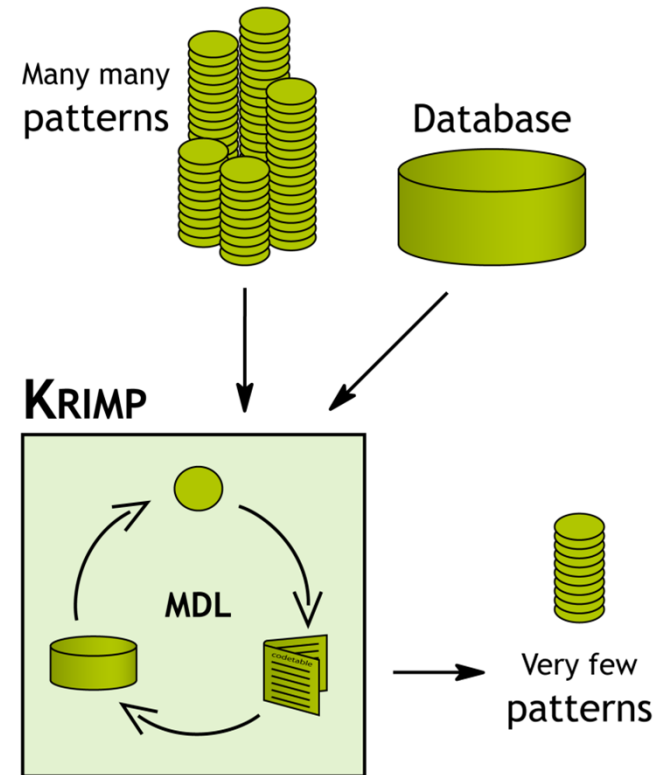 Many many
patterns
Database
KRIMP
MDL
codetable
Very few
patterns